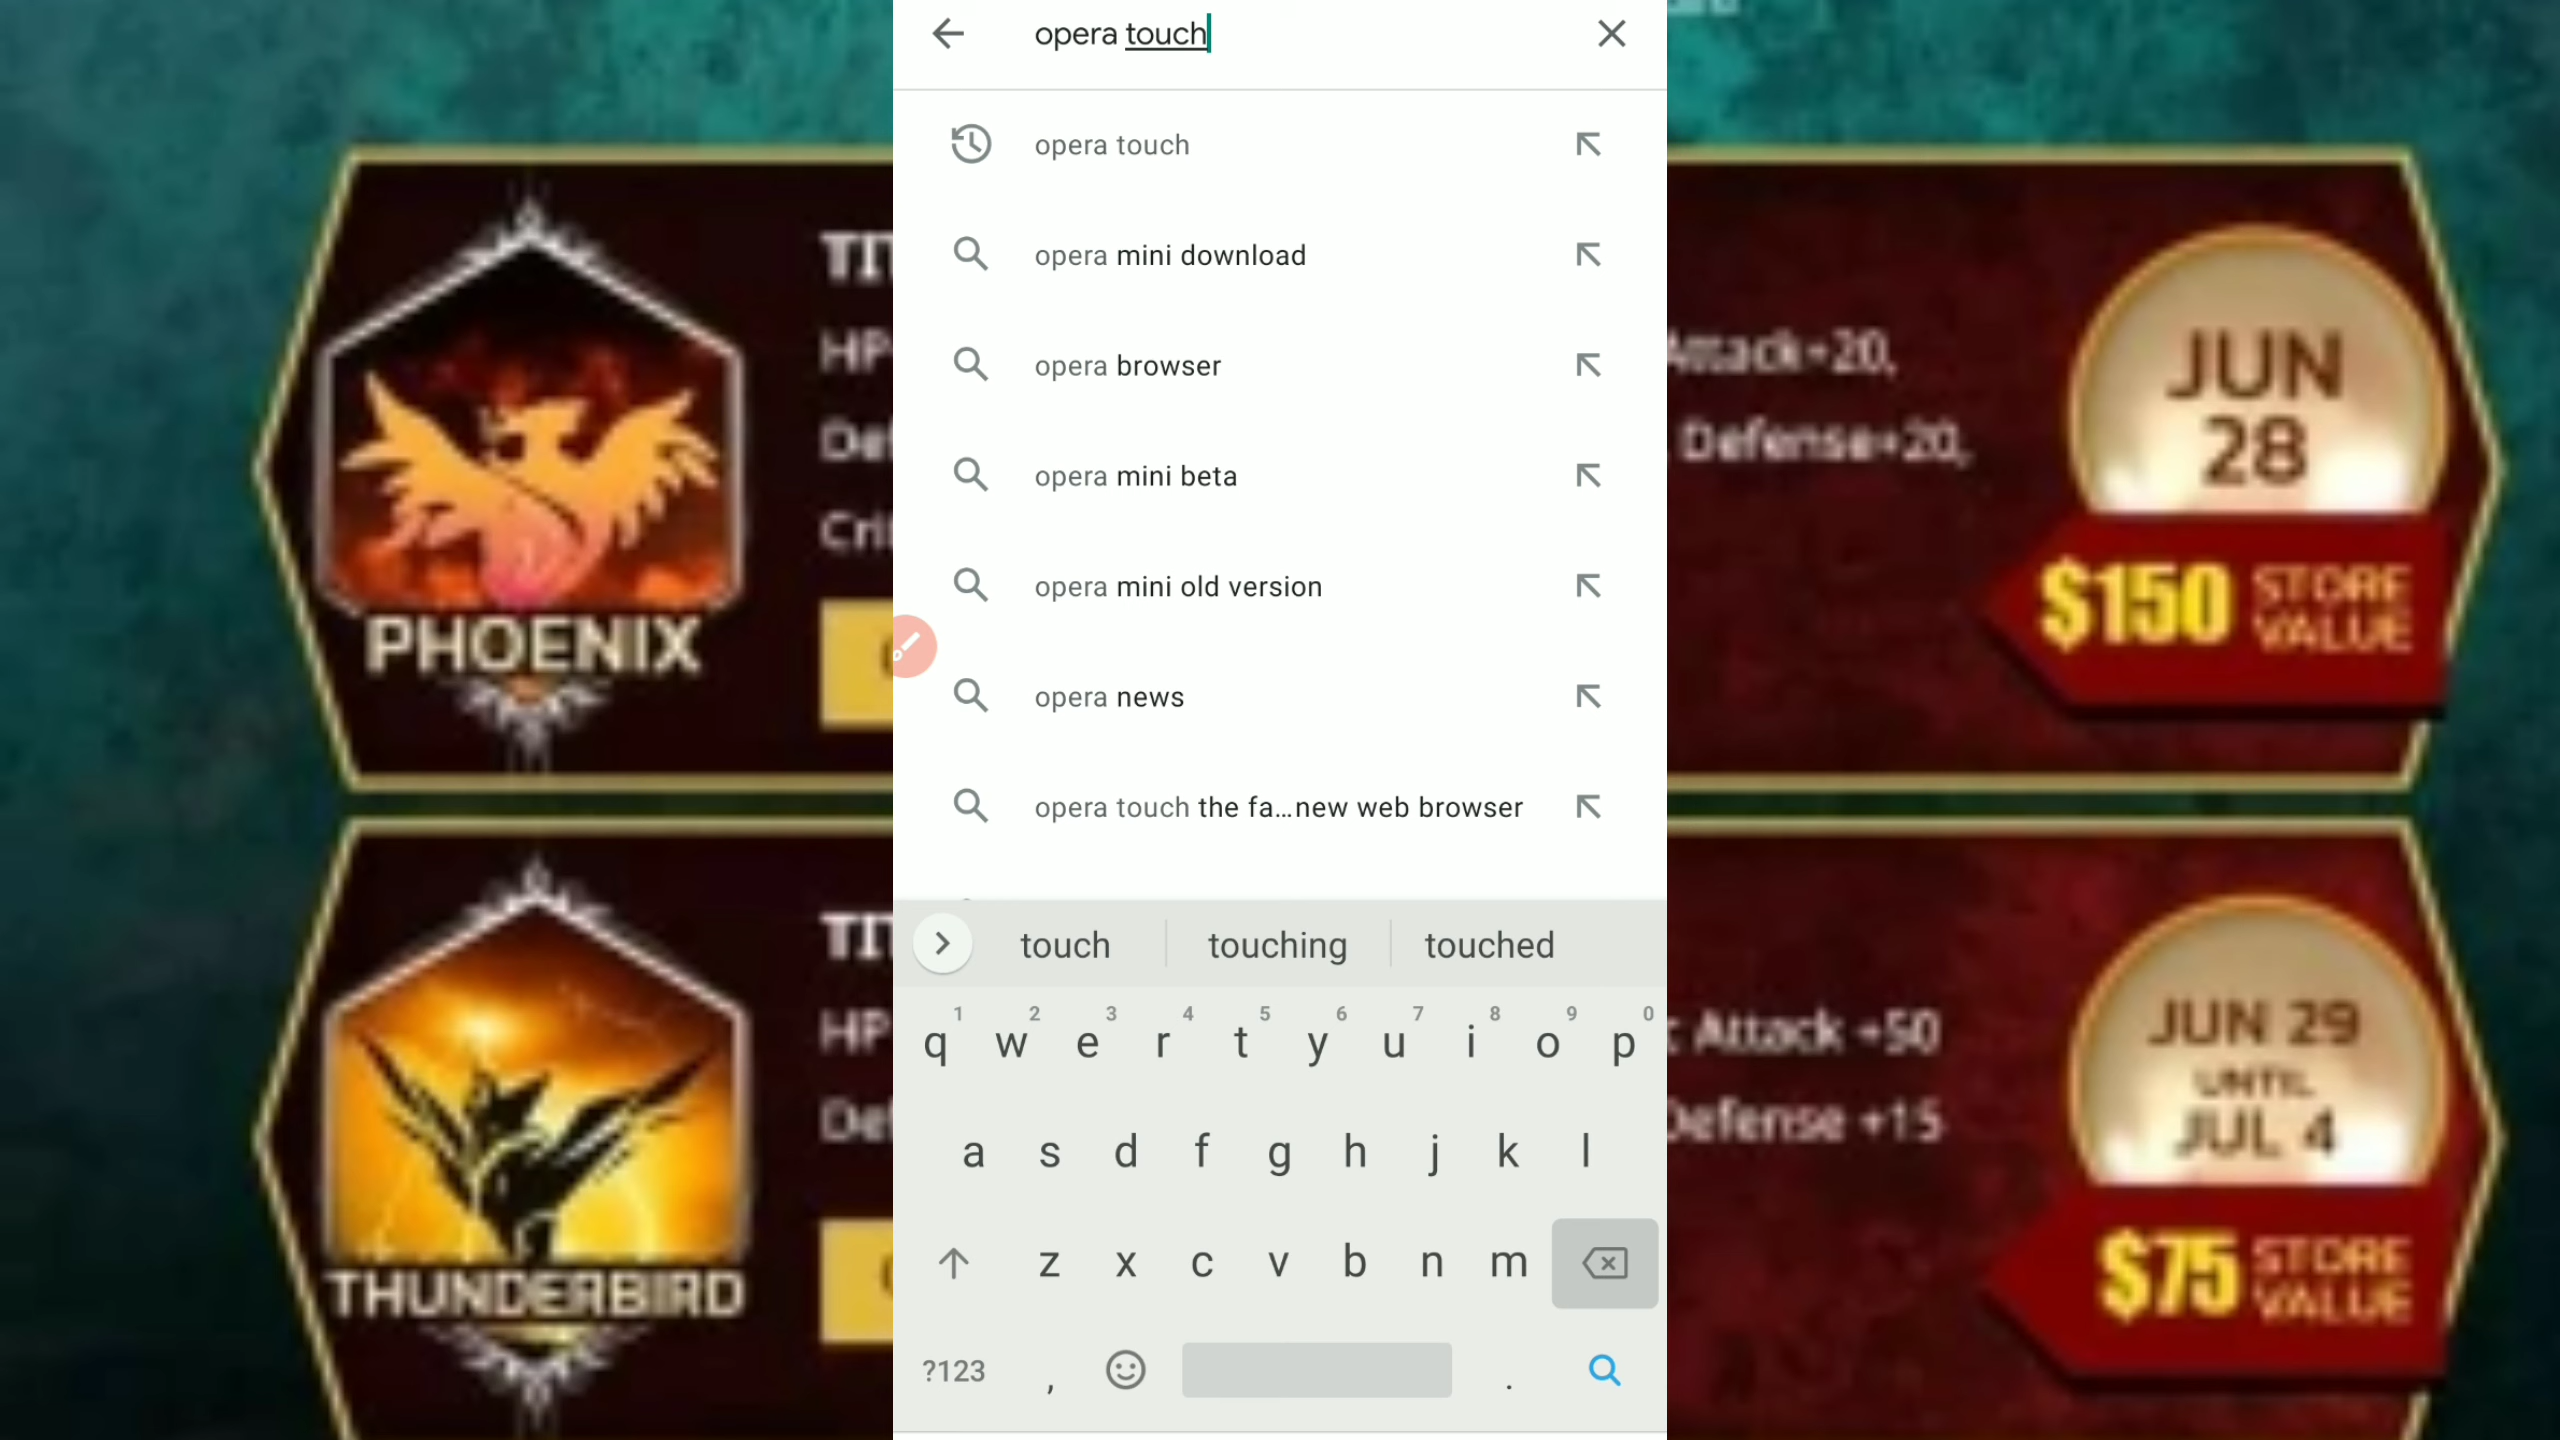 opera touch
opera touch
opera mini download
opera browser
opera mini beta
opera mini old version
opera news
opera touch the fa...new web browser
touch touching touched
1 2 3 4 5 6 7 8 9 0
q w e r t y u i o p
a s d f g h j k l
z x c v b n m
?123 , .
PHOENIX
HP
Attack+20,
Defense+20,
JUN
28
$150 STORE
VALUE
THUNDERBIRD
HP
Attack +50
Defense +15
JUN 29
UNTIL
JUL 4
$75 STORE
VALUE